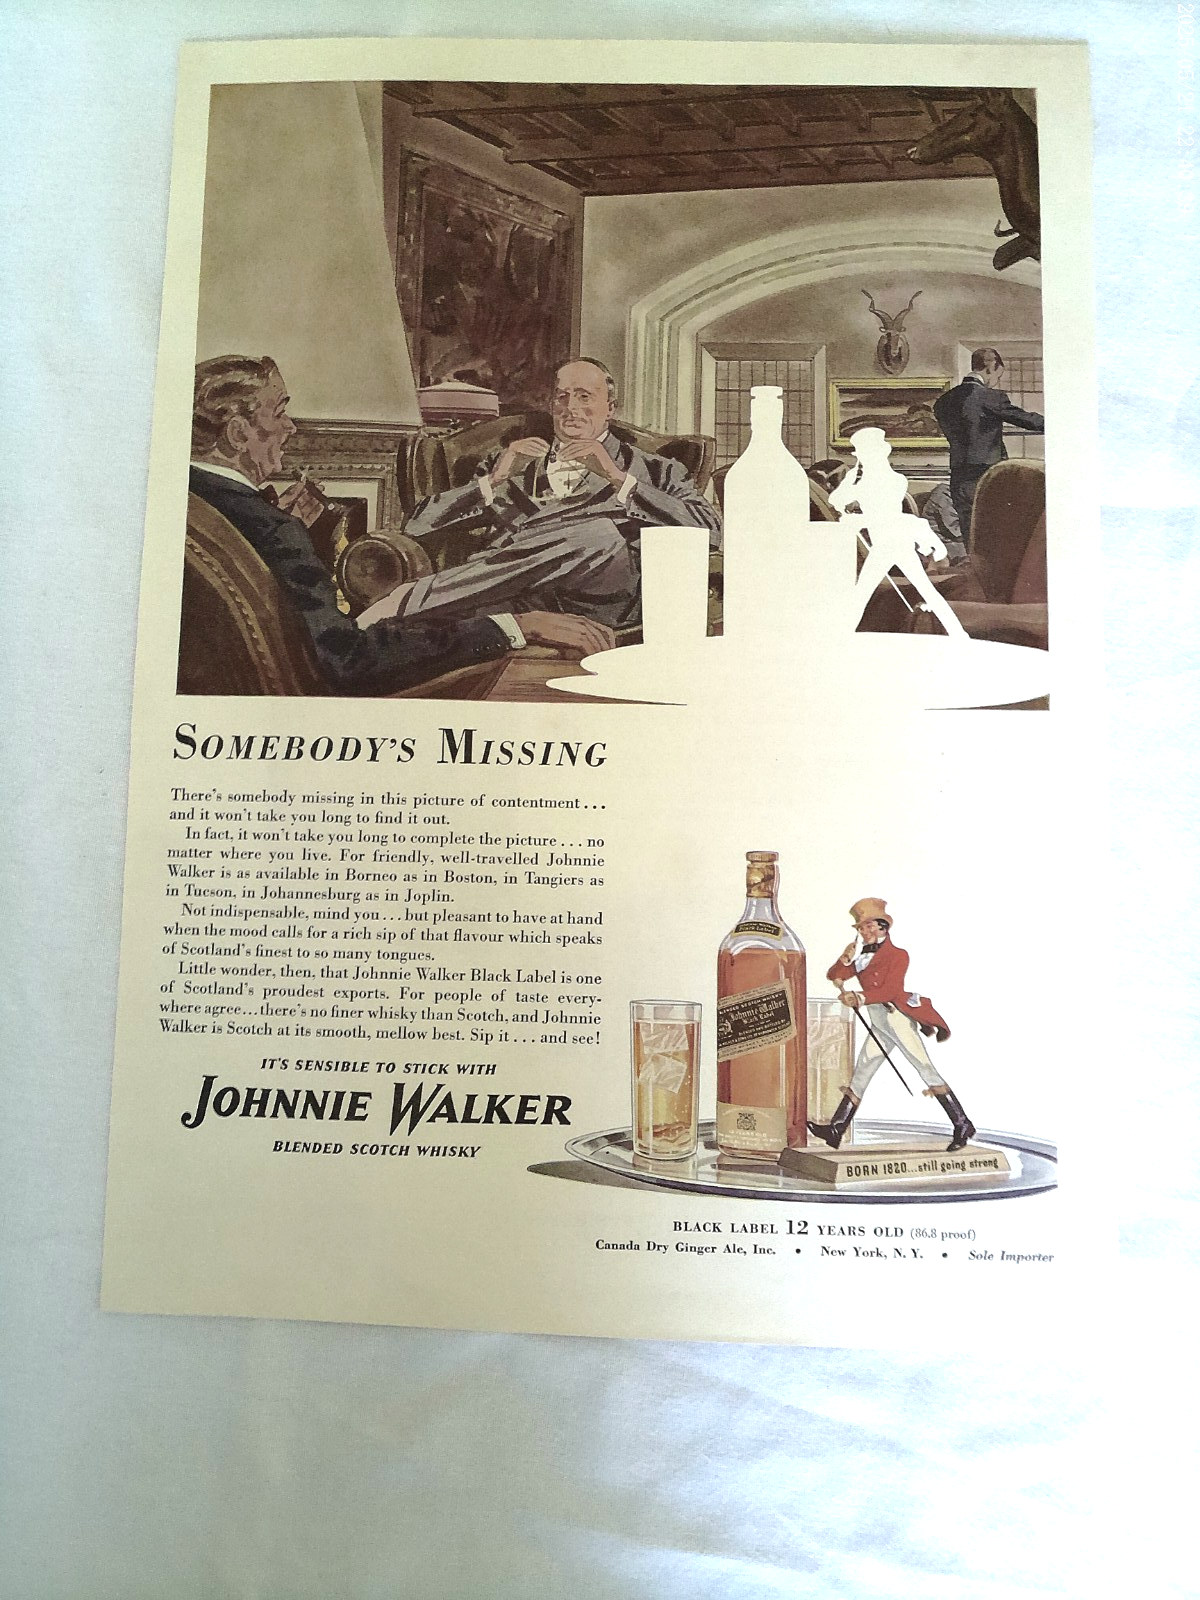 SOMEBODY'S MISSING
There's somebody missing in this picture of contentment...
and it won't take you long to find it out.
In fact, it won't take you long to complete the picture...no
matter where you live. For friendly, well-travelled Johnnie
Walker is as available in Borneo as in Boston, in Tangiers as
in Tucson, in Johannesburg as in Joplin.
Not indispensable, mind you...but pleasant to have at hand
when the mood calls for a rich sip of that flavour which speaks
of Scotland's finest to so many tongues.
Little wonder, then, that Johnnie Walker Black Label is one
of Scotland's proudest exports. For people of taste every-
where agree...there's no finer whisky than Scotch, and Johnnie
Walker is Scotch at its smooth, mellow best. Sip it...and see!
IT'S SENSIBLE TO STICK WITH
JOHNNIE WALKER
BLENDED SCOTCH WHISKY
BLENDED SCOTCH WHISKY
Johnnie Walker
Black Label
BORN 1820...still going strong
BLACK LABEL 12 YEARS OLD (86.8 proof)
Canada Dry Ginger Ale, Inc. • New York, N. Y. • Sole Importer